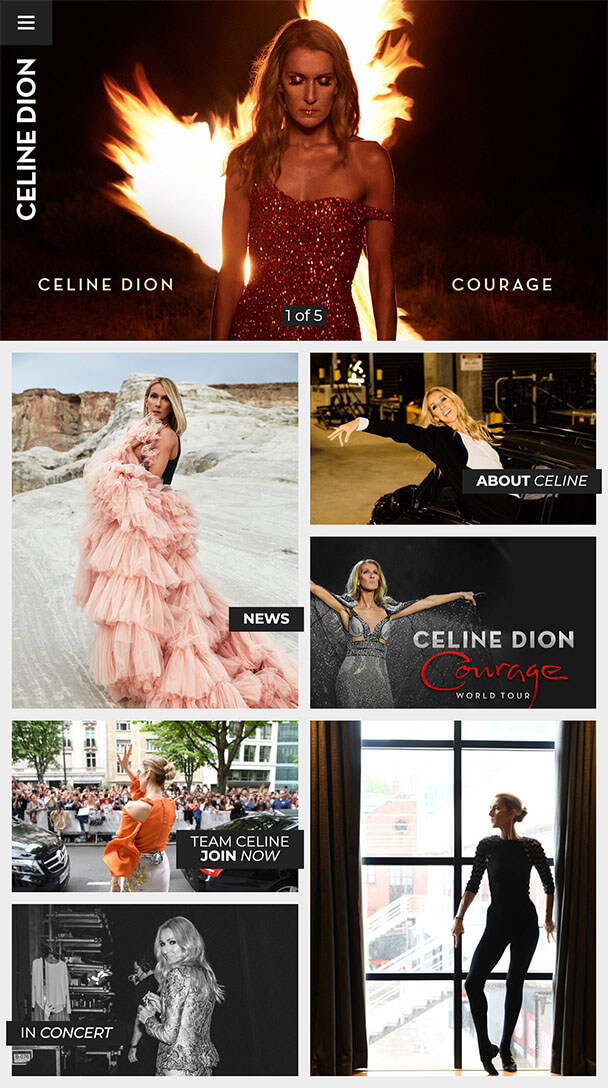 CELINE DION
CELINE DION
COURAGE
1 of 5
NEWS
ABOUT CELINE
CELINE DION
Courage
WORLD TOUR
TEAM CELINE
JOIN NOW
IN CONCERT